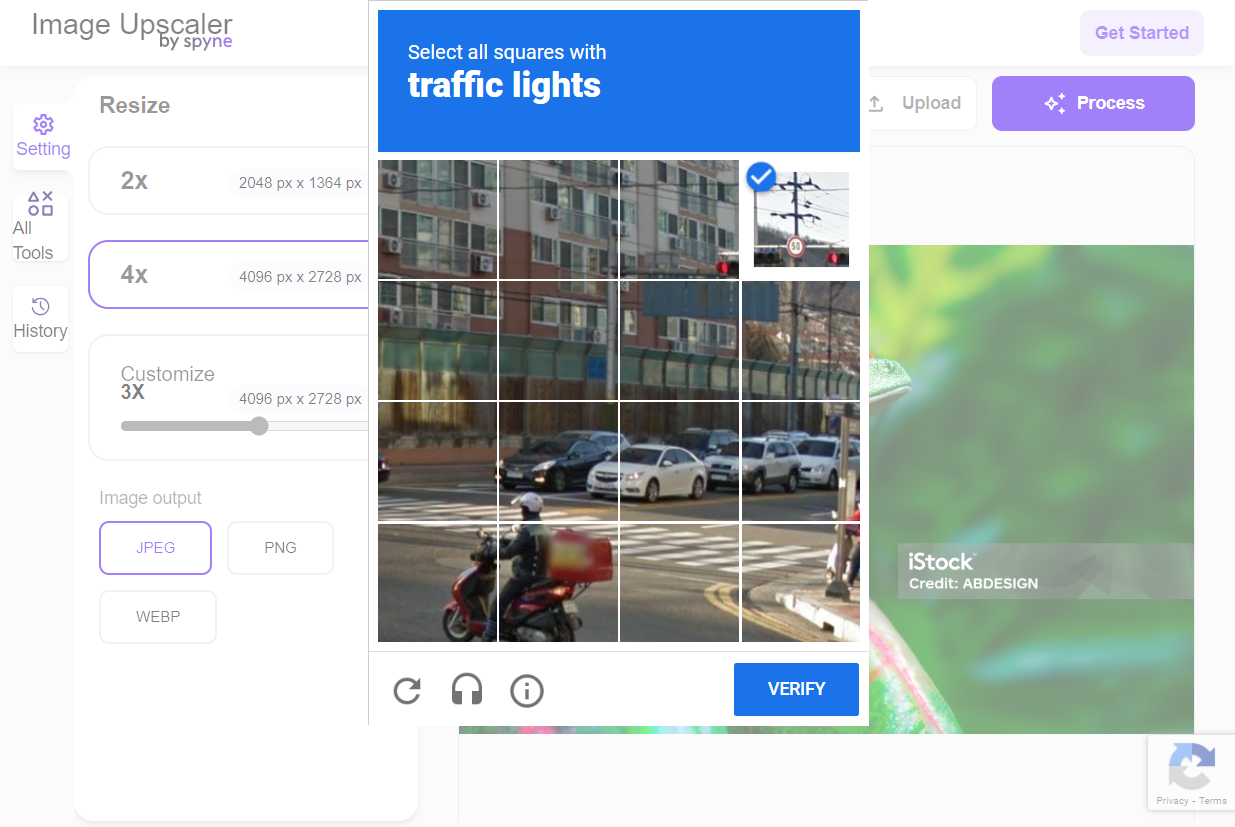 Image Upscaler
by spyne
Get Started
Select all squares with
traffic lights
Resize
Upload
Process
Setting
2x
2048 px x 1364 px
50
All
Tools
4x
4096 px x 2728 px
History
Customize
3X
4096 px x 2728 px
Image output
JPEG
PNG
WEBP
iStock™
Credit: ABDESIGN
VERIFY
Privacy - Terms